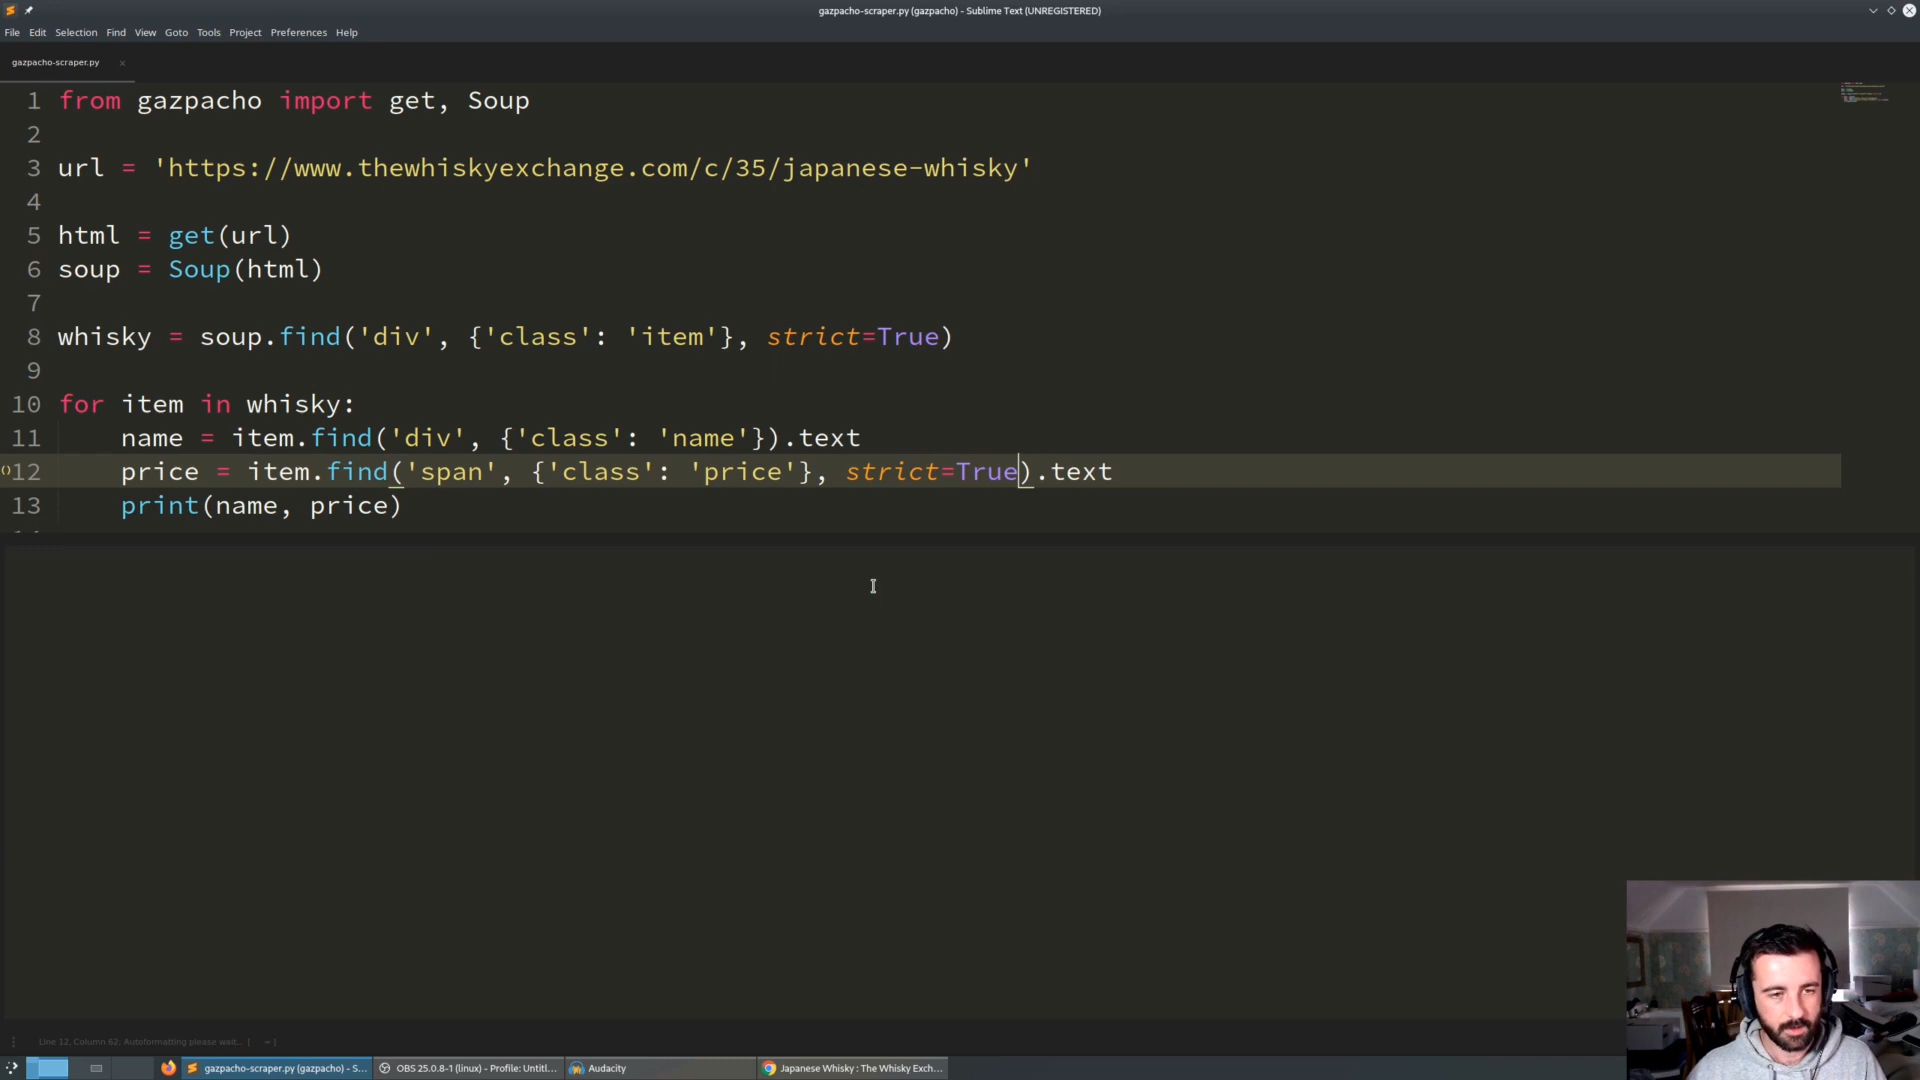 gazpacho-scraper.py (gazpacho) - Sublime Text (UNREGISTERED)
File Edit Selection Find View Goto Tools Project Preferences Help
gazpacho-scraper.py
1 from gazpacho import get, Soup
2
3 url = 'https://www.thewhiskyexchange.com/c/35/japanese-whisky'
4
5 html = get(url)
6 soup = Soup(html)
7
8 whisky = soup.find('div', {'class': 'item'}, strict=True)
9
10 for item in whisky:
11 name = item.find('div', {'class': 'name'}).text
12 price = item.find('span', {'class': 'price'}, strict=True).text
13 print(name, price)
Line 12, Column 62; Autoformatting please wait... [ = ]
gazpacho-scraper.py (gazpacho) - S... OBS 25.0.8-1 (linux) - Profile: Untitl... Audacity Japanese Whisky : The Whisky Exch...